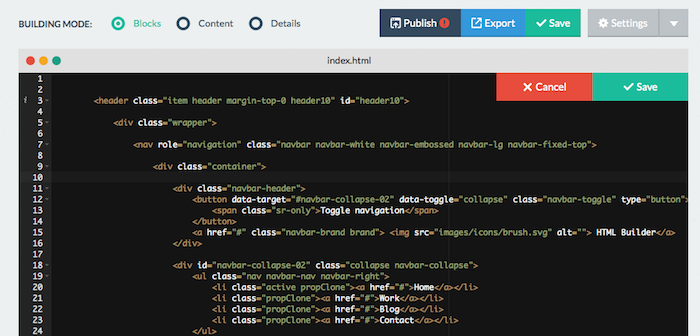 BUILDING MODE: Blocks Content Details Publish ! Export Save Settings
index.html
Cancel Save
1
2
3 <header class="item header margin-top-0 header10" id="header10">
4
5 <div class="wrapper">
6
7 <nav role="navigation" class="navbar navbar-white navbar-embossed navbar-lg navbar-fixed-top">
8
9 <div class="container">
10
11 <div class="navbar-header">
12 <button data-target="#navbar-collapse-02" data-toggle="collapse" class="navbar-toggle" type="button">
13 <span class="sr-only">Toggle navigation</span>
14 </button>
15 <a href="#" class="navbar-brand brand"> <img src="images/icons/brush.svg" alt=""> HTML Builder</a>
16 </div>
17
18 <div id="navbar-collapse-02" class="collapse navbar-collapse">
19 <ul class="nav navbar-nav navbar-right">
20 <li class="active propClone"><a href="#">Home</a></li>
21 <li class="propClone"><a href="#">Work</a></li>
22 <li class="propClone"><a href="#">Blog</a></li>
23 <li class="propClone"><a href="#">Contact</a></li>
</ul>